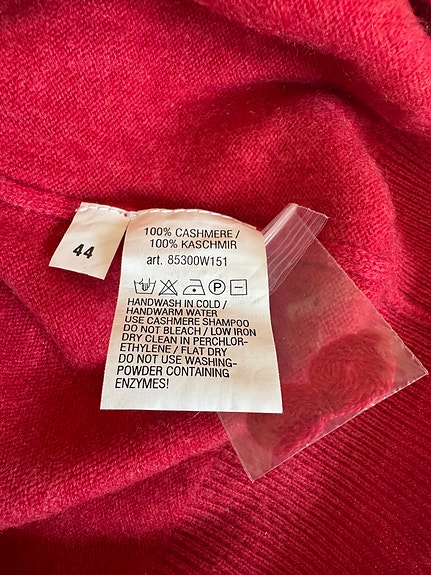 44
100% CASHMERE /
100% KASCHMIR
art. 85300W151
P
HANDWASH IN COLD /
HANDWARM WATER
USE CASHMERE SHAMPOO
DO NOT BLEACH / LOW IRON
DRY CLEAN IN PERCHLOR-
ETHYLENE / FLAT DRY
DO NOT USE WASHING-
POWDER CONTAINING
ENZYMES!